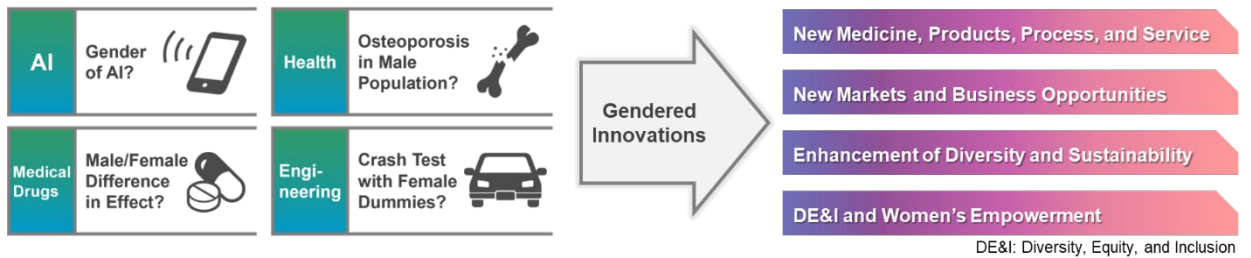 AI
Gender
of AI?
Health
Osteoporosis
in Male
Population?
Medical
Drugs
Male/Female
Difference
in Effect?
Engi-
neering
Crash Test
with Female
Dummies?
Gendered
Innovations
New Medicine, Products, Process, and Service
New Markets and Business Opportunities
Enhancement of Diversity and Sustainability
DE&I and Women's Empowerment
DE&I: Diversity, Equity, and Inclusion